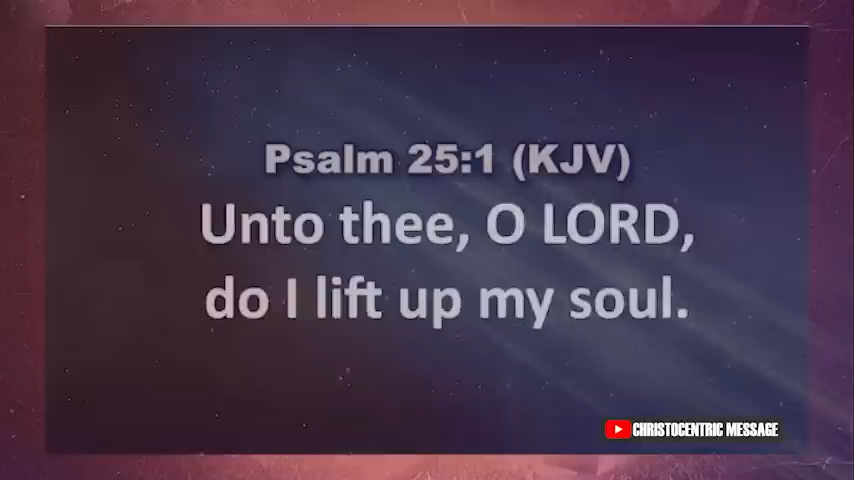 Psalm 25:1 (KJV)
Unto thee, O LORD,
do I lift up my soul.
CHRISTOCENTRIC MESSAGE